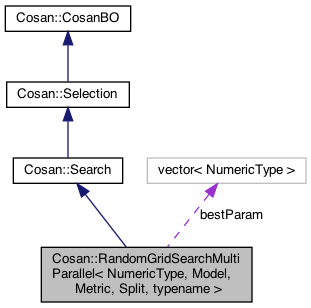 Cosan::CosanBO
Cosan::Selection
Cosan::Search
vector< NumericType >
bestParam
Cosan::RandomGridSearchMulti
Parallel< NumericType, Model,
Metric, Split, typename >